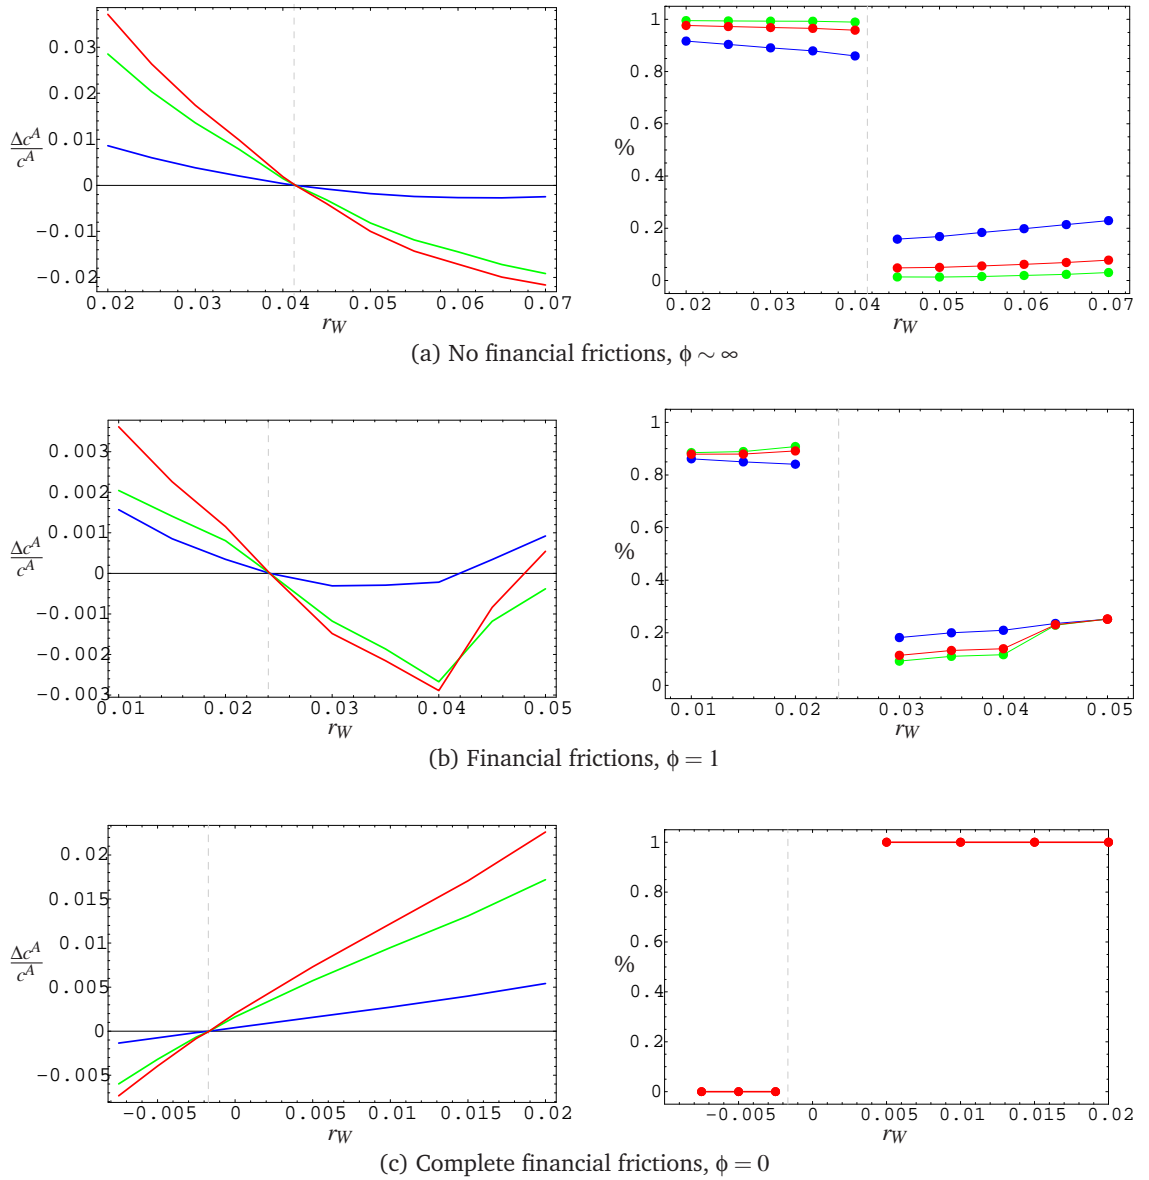 0.03
0.02
0.01
0
−0.01
−0.02
Δc^A / c^A
0.02 0.03 0.04 0.05 0.06 0.07
r_W
1
0.8
0.6
0.4
0.2
0
%
0.02 0.03 0.04 0.05 0.06 0.07
r_W
(a) No financial frictions, ϕ ∼ ∞
0.003
0.002
0.001
0
−0.001
−0.002
−0.003
Δc^A / c^A
0.01 0.02 0.03 0.04 0.05
r_W
1
0.8
0.6
0.4
0.2
0
%
0.01 0.02 0.03 0.04 0.05
r_W
(b) Financial frictions, ϕ = 1
0.02
0.015
0.01
0.005
0
−0.005
Δc^A / c^A
−0.005 0 0.005 0.01 0.015 0.02
r_W
1
0.8
0.6
0.4
0.2
0
%
−0.005 0 0.005 0.01 0.015 0.02
r_W
(c) Complete financial frictions, ϕ = 0